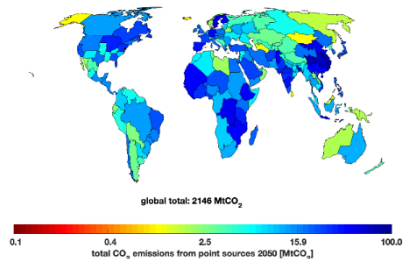 global total: 2146 MtCO₂
0.1 0.4 2.5 15.9 100.0
total CO₂ emissions from point sources 2050 [MtCO₂]